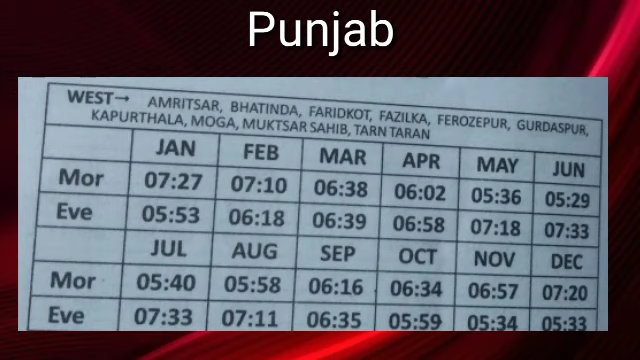 Punjab
WEST→ AMRITSAR, BHATINDA, FARIDKOT, FAZILKA, FEROZEPUR, GURDASPUR,
KAPURTHALA, MOGA, MUKTSAR SAHIB, TARN TARAN
JAN FEB MAR APR MAY JUN
Mor 07:27 07:10 06:38 06:02 05:36 05:29
Eve 05:53 06:18 06:39 06:58 07:18 07:33
JUL AUG SEP OCT NOV DEC
Mor 05:40 05:58 06:16 06:34 06:57 07:20
Eve 07:33 07:11 06:35 05:59 05:34 05:33